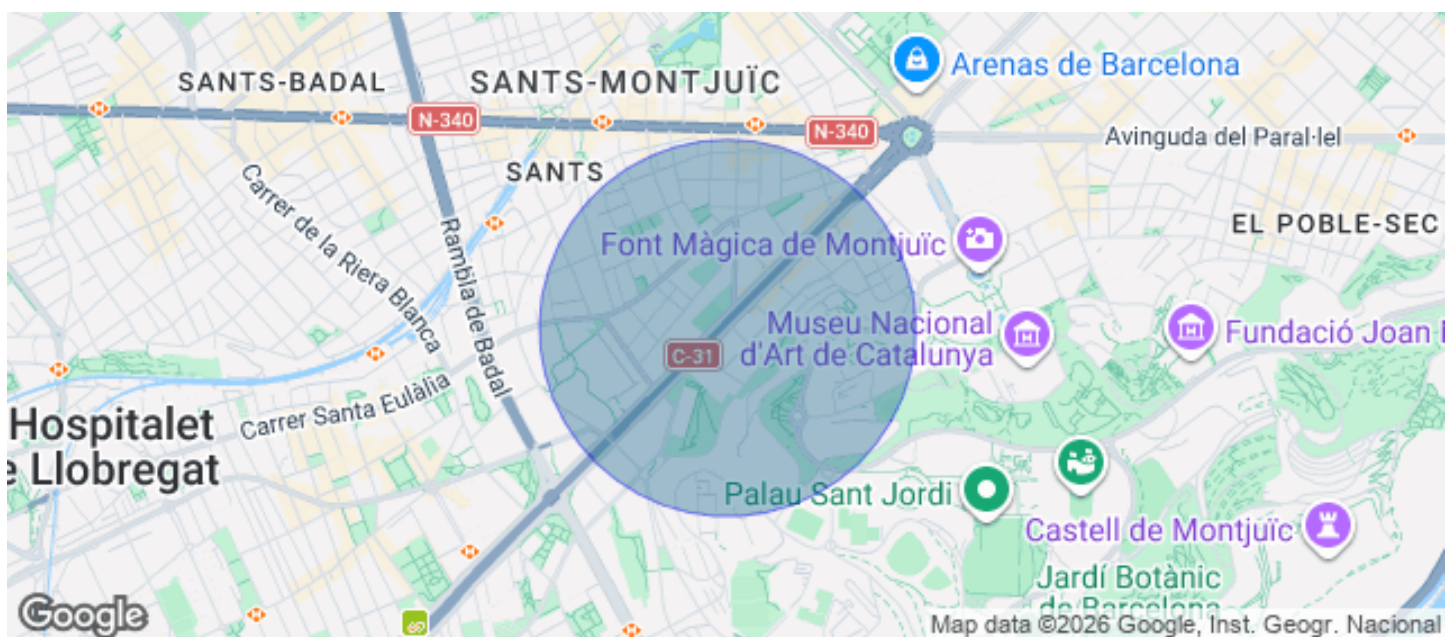 Arenas de Barcelona
SANTS-BADAL
SANTS-MONTJUÏC
N-340
N-340
Avinguda del Paral·lel
SANTS
Carrer de la Riera Blanca
Rambla de Badal
EL POBLE-SEC
Font Màgica de Montjuïc
Museu Nacional
d'Art de Catalunya
Fundació Joan
C-31
Carrer Santa Eulàlia
Hospitalet
e Llobregat
Palau Sant Jordi
Castell de Montjuïc
Jardí Botànic
de Barcelona
Google
Map data ©2026 Google, Inst. Geogr. Nacional